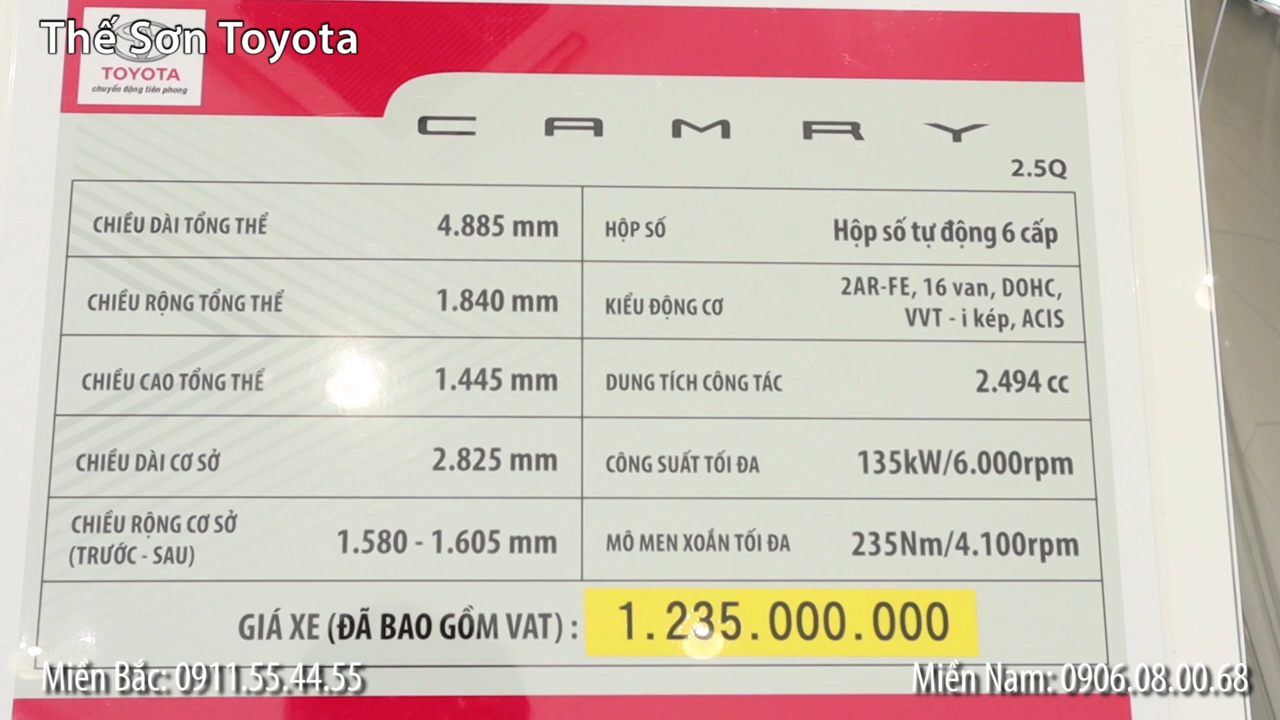 Thế Sơn Toyota
TOYOTA
chuyển động tiên phong
CAMRY
2.5Q
CHIỀU DÀI TỔNG THỂ 4.885 mm
HỘP SỐ Hộp số tự động 6 cấp
CHIỀU RỘNG TỔNG THỂ 1.840 mm
KIỂU ĐỘNG CƠ 2AR-FE, 16 van, DOHC,
VVT - i kép, ACIS
CHIỀU CAO TỔNG THỂ 1.445 mm
DUNG TÍCH CÔNG TÁC 2.494 cc
CHIỀU DÀI CƠ SỞ 2.825 mm
CÔNG SUẤT TỐI ĐA 135kW/6.000rpm
CHIỀU RỘNG CƠ SỞ
(TRƯỚC - SAU) 1.580 - 1.605 mm
MÔ MEN XOẮN TỐI ĐA 235Nm/4.100rpm
GIÁ XE (ĐÃ BAO GỒM VAT) : 1.235.000.000
Miền Bắc: 0911.55.44.55
Miền Nam: 0906.08.00.68